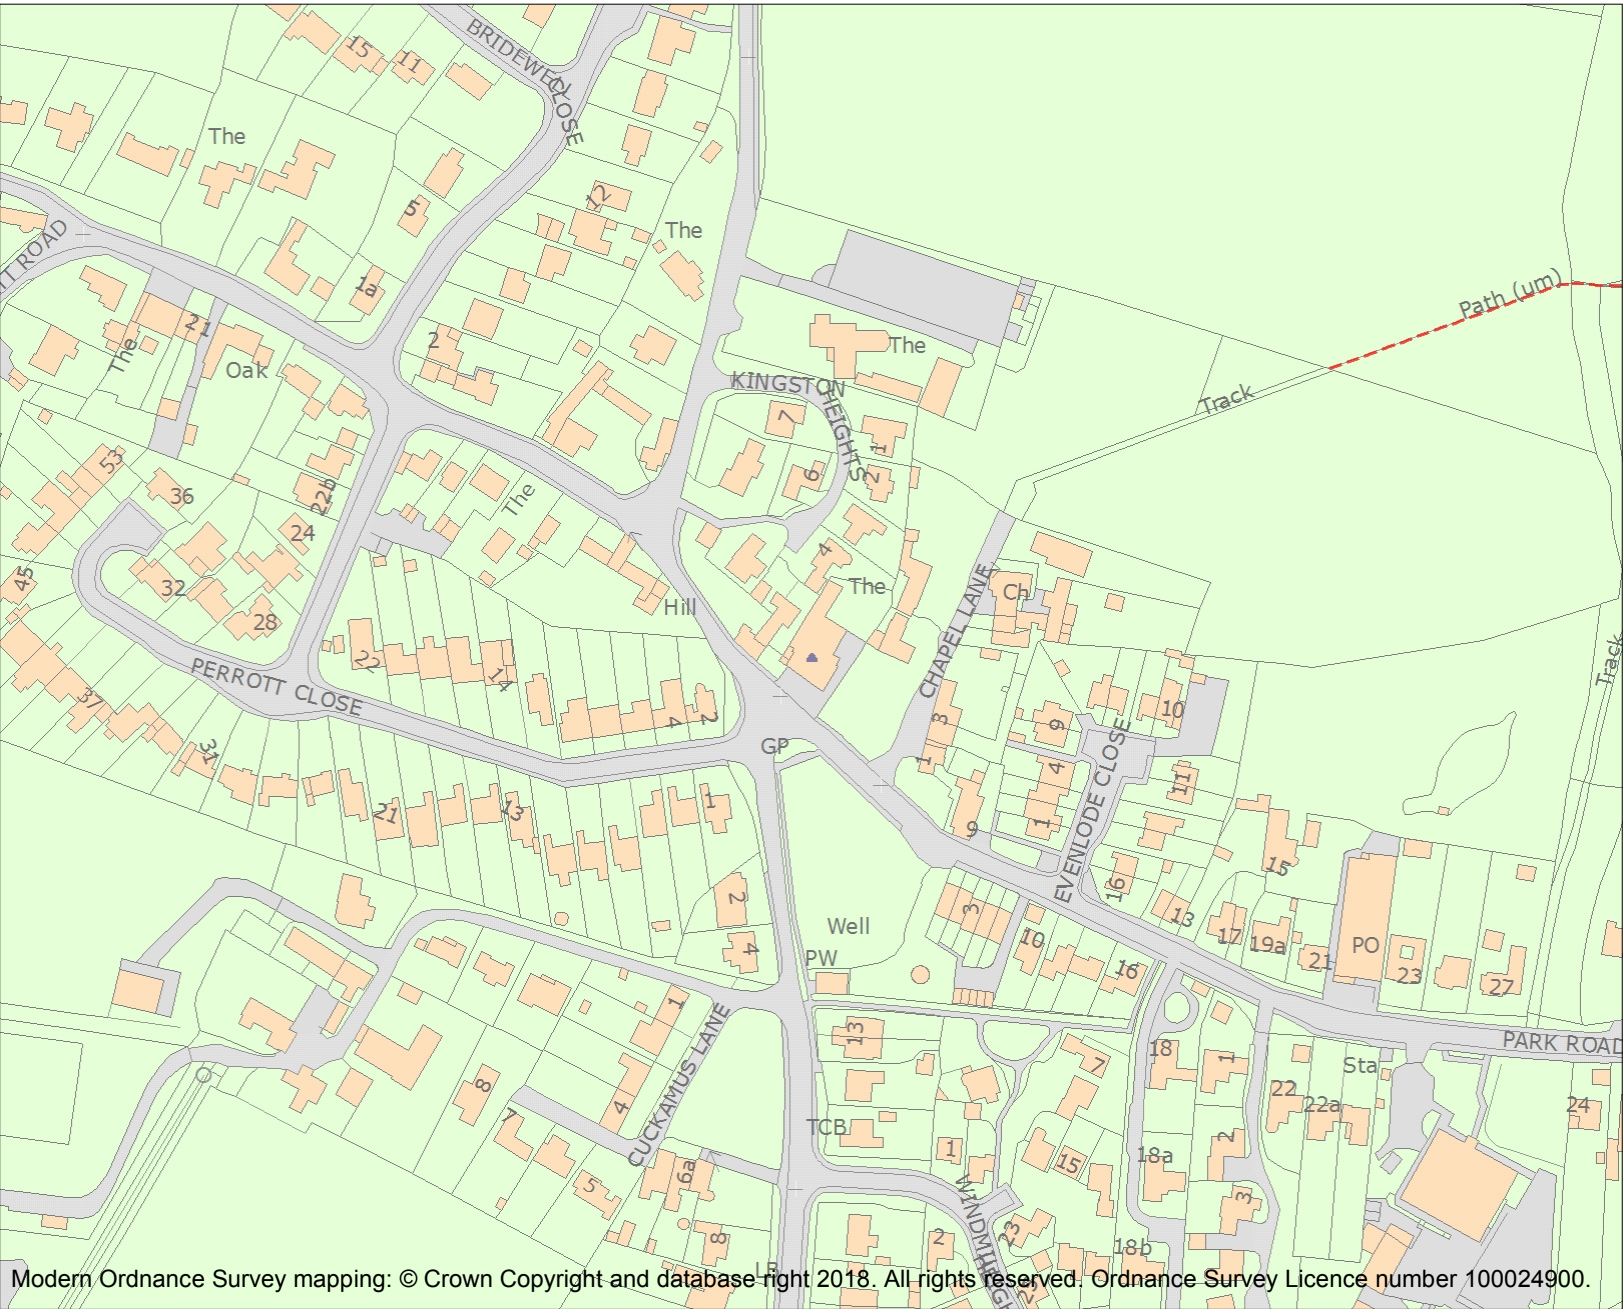 BRIDEWELL
CLOSE
15
11
The
5
12
The
TT ROAD
1a
2
21
The
Oak
The
Path (um)
Track
KINGSTON
HEIGHTS
7
1
6
2
53
36
22b
24
The
4
The
45
32
28
Hill
CHAPEL LANE
Ch
Track
22
14
PERROTT CLOSE
37
31
4
2
GP
3
1
9
9
4
1
10
11
EVENLODE CLOSE
21
13
1
15
16
2
4
Well
PW
3
10
16
13
17
19a
21
PO
23
27
PARK ROAD
1
13
7
18
1
Sta
22
22a
24
8
7
4
CUCKAMUS LANE
TCB
1
15
18a
2
5
6a
8
3
WINDMILL
HEIGH
23
2
18b
25
LB
Modern Ordnance Survey mapping: © Crown Copyright and database right 2018. All rights reserved. Ordnance Survey Licence number 100024900.